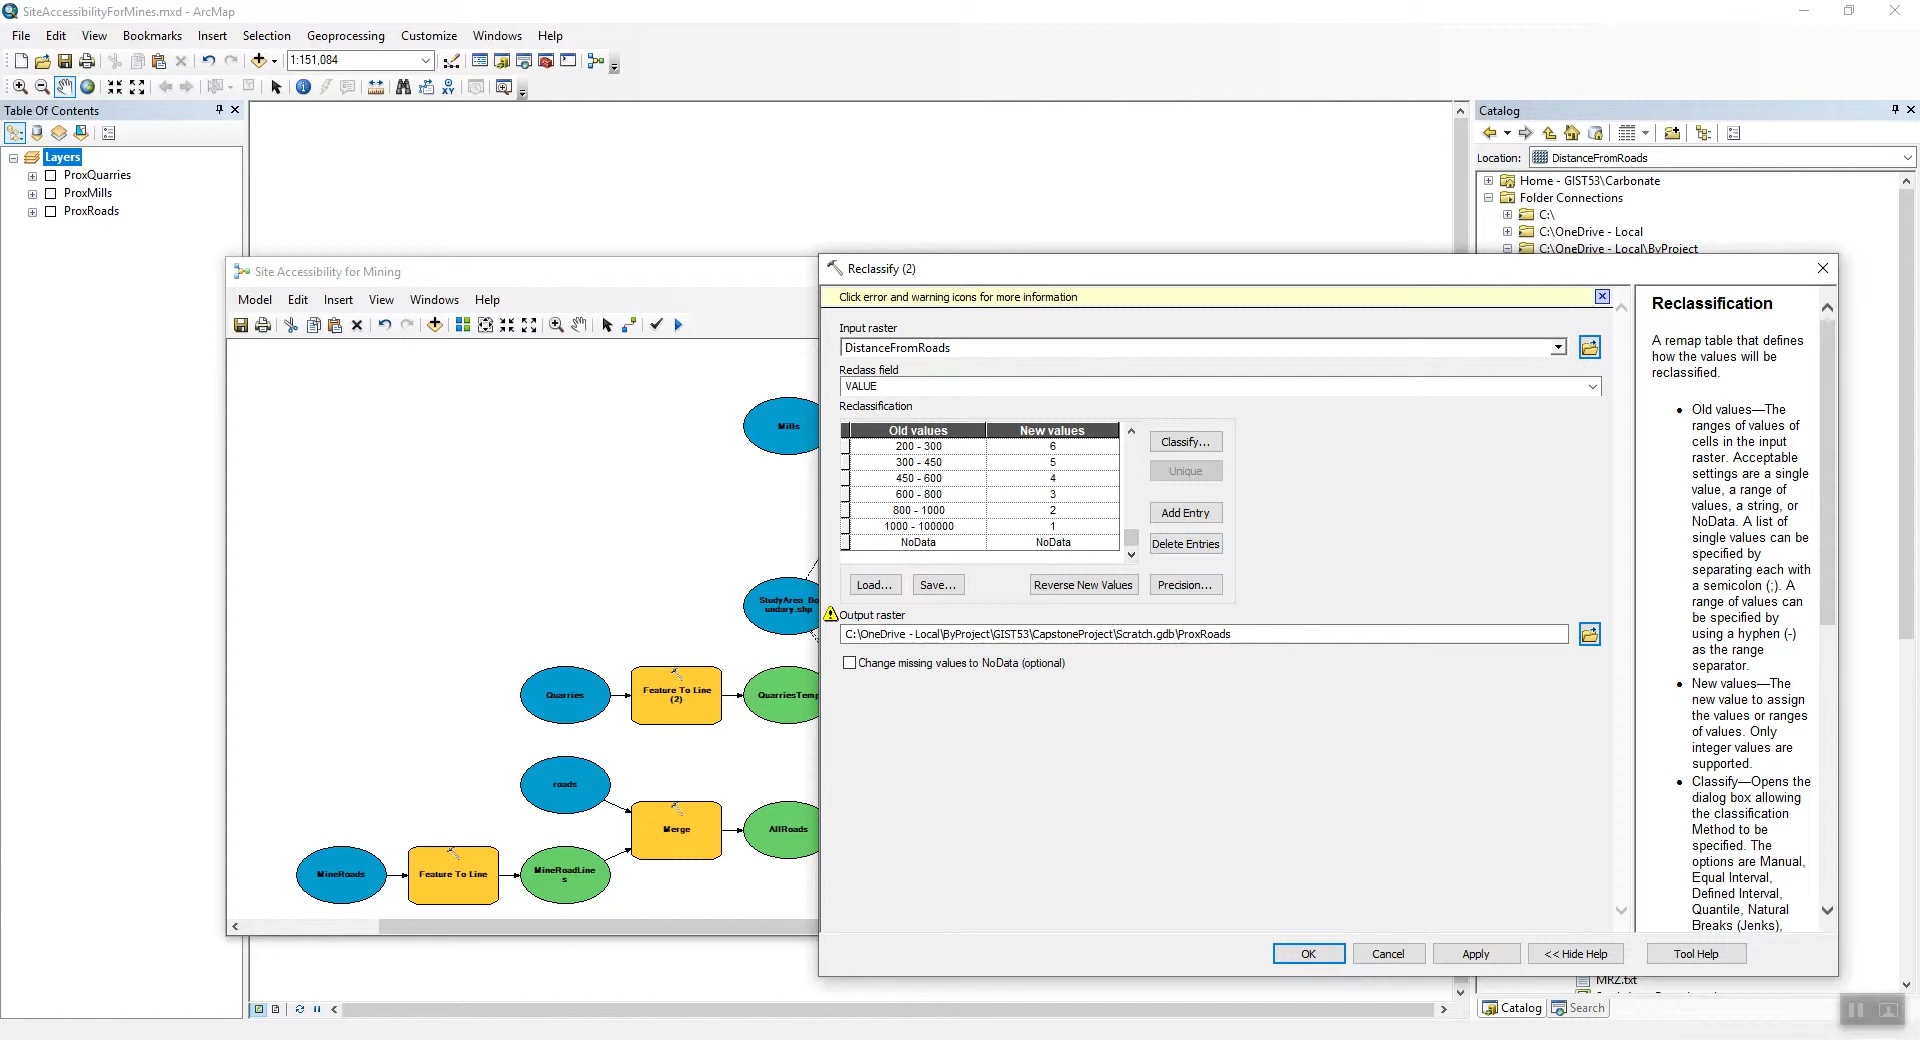 SiteAccessibilityForMines.mxd - ArcMap
File Edit View Bookmarks Insert Selection Geoprocessing Customize Windows Help
1:151,084
Table Of Contents
Layers
ProxQuarries
ProxMills
ProxRoads
Catalog
Location: DistanceFromRoads
Home - GIST53\Carbonate
Folder Connections
C:\
C:\OneDrive - Local
C:\OneDrive - Local\ByProject
Site Accessibility for Mining
Model Edit Insert View Windows Help
Mills
StudyArea_Bo
undary.shp
Quarries
Feature To Line
(2)
QuarriesTemp
roads
Merge
AllRoads
MineRoads
Feature To Line
MineRoadLine
s
Reclassify (2)
Click error and warning icons for more information
Input raster
DistanceFromRoads
Reclass field
VALUE
Reclassification
Old values New values
200 - 300 6
300 - 450 5
450 - 600 4
600 - 800 3
800 - 1000 2
1000 - 100000 1
NoData NoData
Classify...
Unique
Add Entry
Delete Entries
Load... Save... Reverse New Values Precision...
Output raster
C:\OneDrive - Local\ByProject\GIST53\CapstoneProject\Scratch.gdb\ProxRoads
Change missing values to NoData (optional)
OK Cancel Apply << Hide Help Tool Help
Reclassification
A remap table that defines
how the values will be
reclassified.
• Old values—The
ranges of values of
cells in the input
raster. Acceptable
settings are a single
value, a range of
values, a string, or
NoData. A list of
single values can be
specified by
separating each with
a semicolon (;). A
range of values can
be specified by
using a hyphen (-)
as the range
separator.
• New values—The
new value to assign
the values or ranges
of values. Only
integer values are
supported.
• Classify—Opens the
dialog box allowing
the classification
Method to be
specified. The
options are Manual,
Equal Interval,
Defined Interval,
Quantile, Natural
Breaks (Jenks),
MRZ.txt
Catalog Search